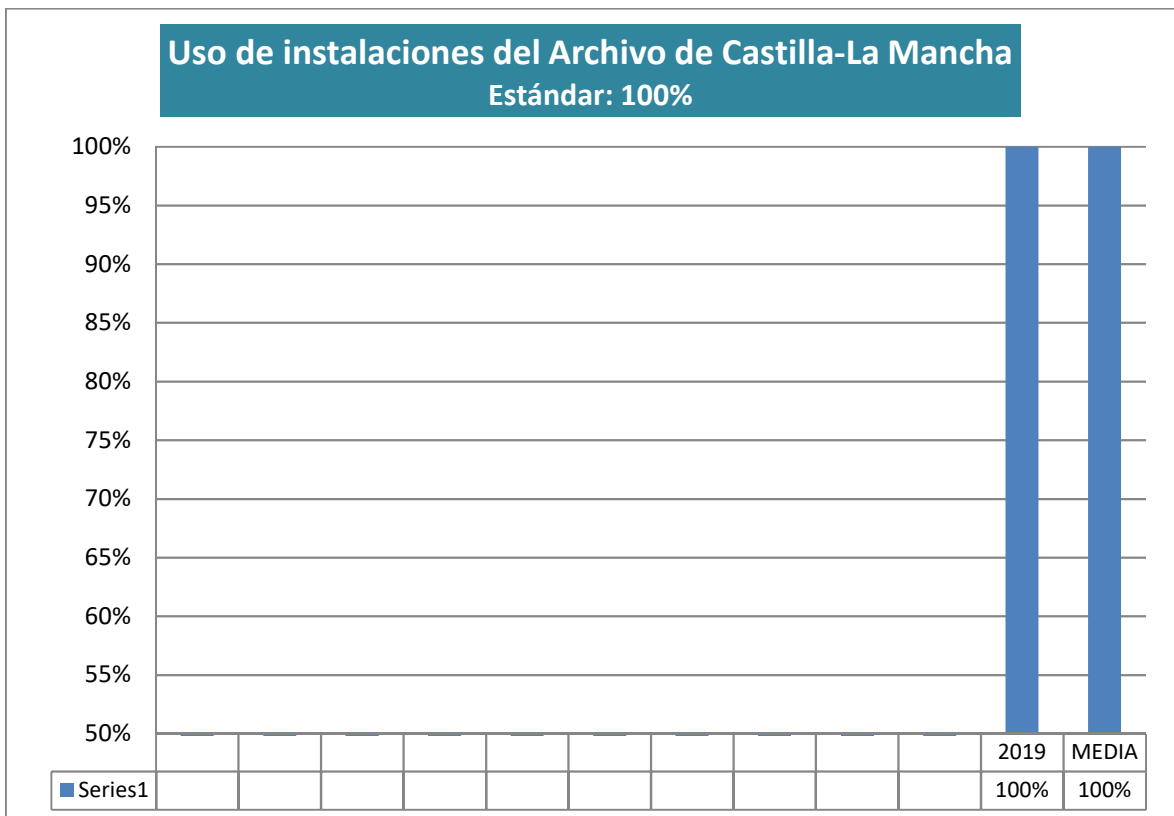 Uso de instalaciones del Archivo de Castilla-La Mancha
Estándar: 100%
100%
95%
90%
85%
80%
75%
70%
65%
60%
55%
50%
2019 MEDIA
Series1 100% 100%